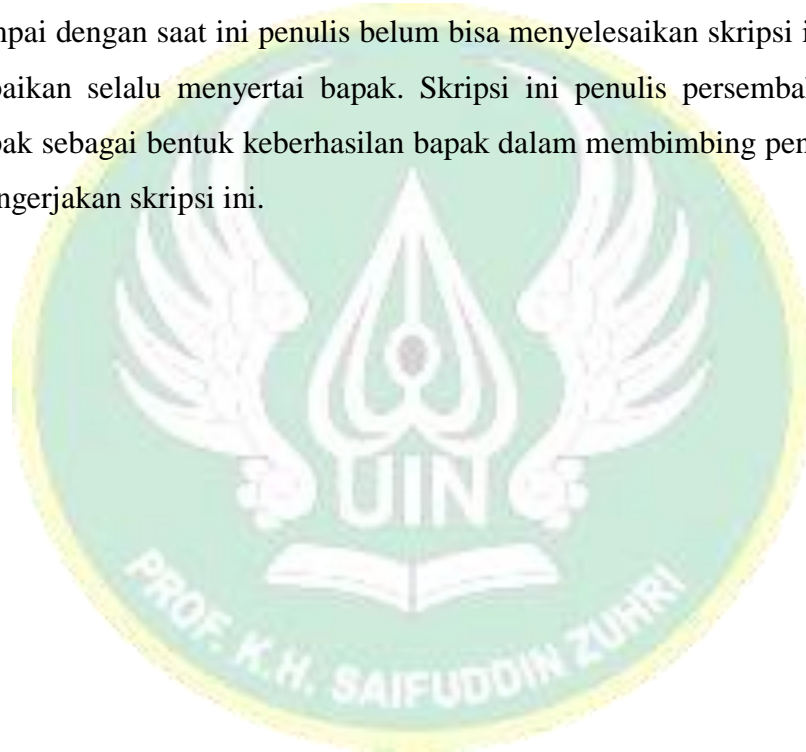 mpai dengan saat ini penulis belum bisa menyelesaikan skripsi i
baikan selalu menyertai bapak. Skripsi ini penulis persembal
pak sebagai bentuk keberhasilan bapak dalam membimbing pen
ngerjakan skripsi ini.
UIN
PROF. K.H. SAIFUDDIN ZUHRI